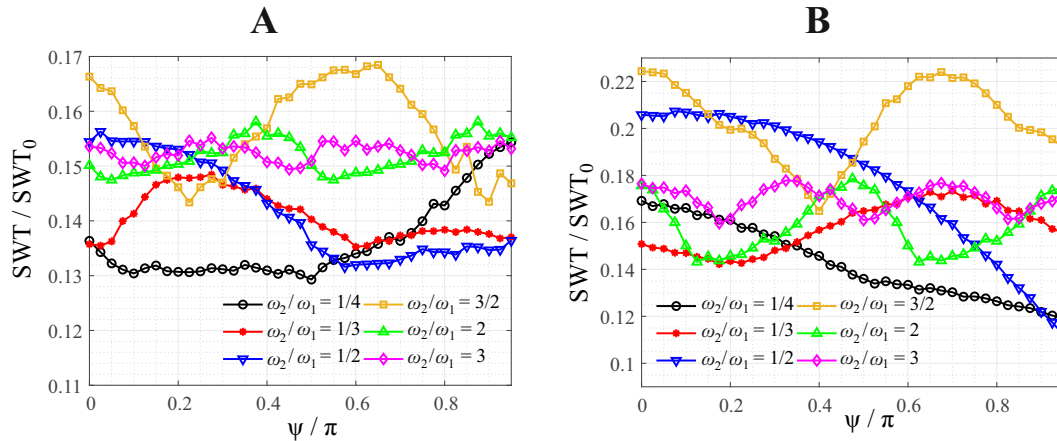 A
B
SWT / SWT₀
0.17
0.16
0.15
0.14
0.13
0.12
0.11
ω₂/ω₁ = 1/4
ω₂/ω₁ = 1/3
ω₂/ω₁ = 1/2
ω₂/ω₁ = 3/2
ω₂/ω₁ = 2
ω₂/ω₁ = 3
0 0.2 0.4 0.6 0.8
ψ / π
SWT / SWT₀
0.22
0.2
0.18
0.16
0.14
0.12
0.1
ω₂/ω₁ = 1/4
ω₂/ω₁ = 1/3
ω₂/ω₁ = 1/2
ω₂/ω₁ = 3/2
ω₂/ω₁ = 2
ω₂/ω₁ = 3
0 0.2 0.4 0.6 0.8
ψ / π